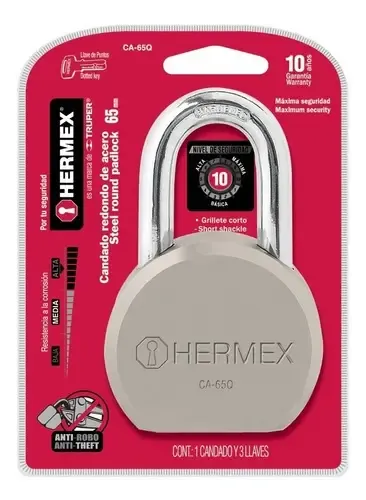 CA-65Q
Llave de Puntos
Dotted key
10 años
Garantía
Warranty
Máxima seguridad
Maximum security
Por tu seguridad
HERMEX
es una marca de TRUPER
Candado redondo de acero 65 mm
Steel round padlock
HERMEX
NIVEL DE SEGURIDAD
ALTA
MÁXIMA
10
BÁSICA
• Grillete corto
- Short shackle
Resistencia a la corrosión
BAJA
MEDIA
ALTA
HERMEX
CA-65Q
ANTI-ROBO
ANTI-THEFT
CONT.: 1 CANDADO Y 3 LLAVES